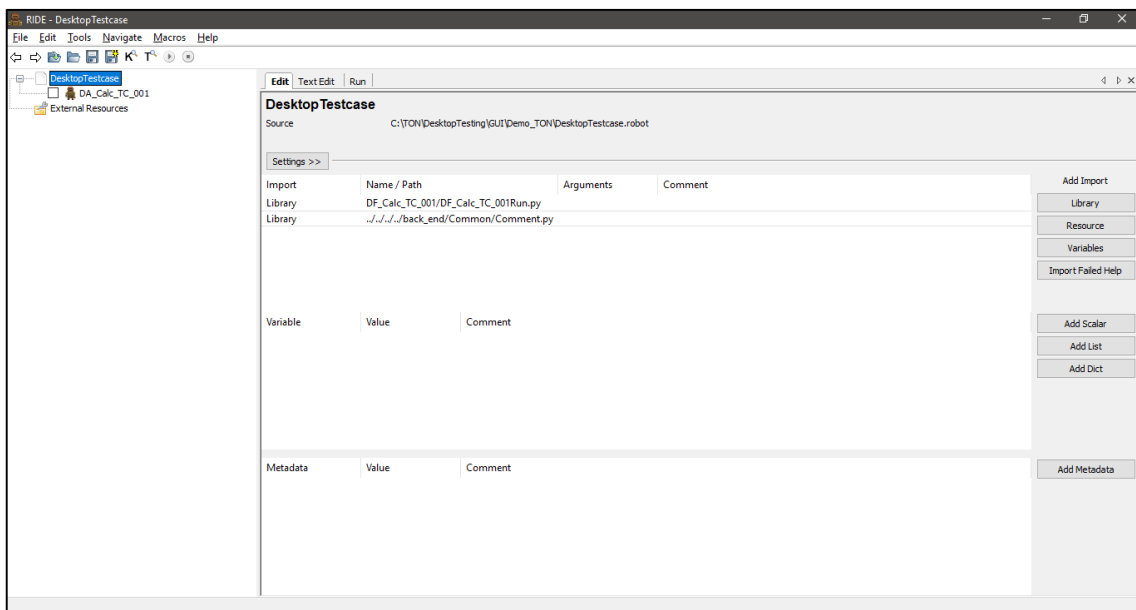 RIDE - DesktopTestcase
File Edit Tools Navigate Macros Help
DesktopTestcase
DA_Calc_TC_001
External Resources
Edit Text Edit Run
DesktopTestcase
Source C:\TON\DesktopTesting\GUI\Demo_TON\DesktopTestcase.robot
Settings >>
Import Name / Path Arguments Comment Add Import
Library DF_Calc_TC_001/DF_Calc_TC_001Run.py Library
Library ../../../../back_end/Common/Comment.py
Resource
Variables
Import Failed Help
Variable Value Comment Add Scalar
Add List
Add Dict
Metadata Value Comment Add Metadata